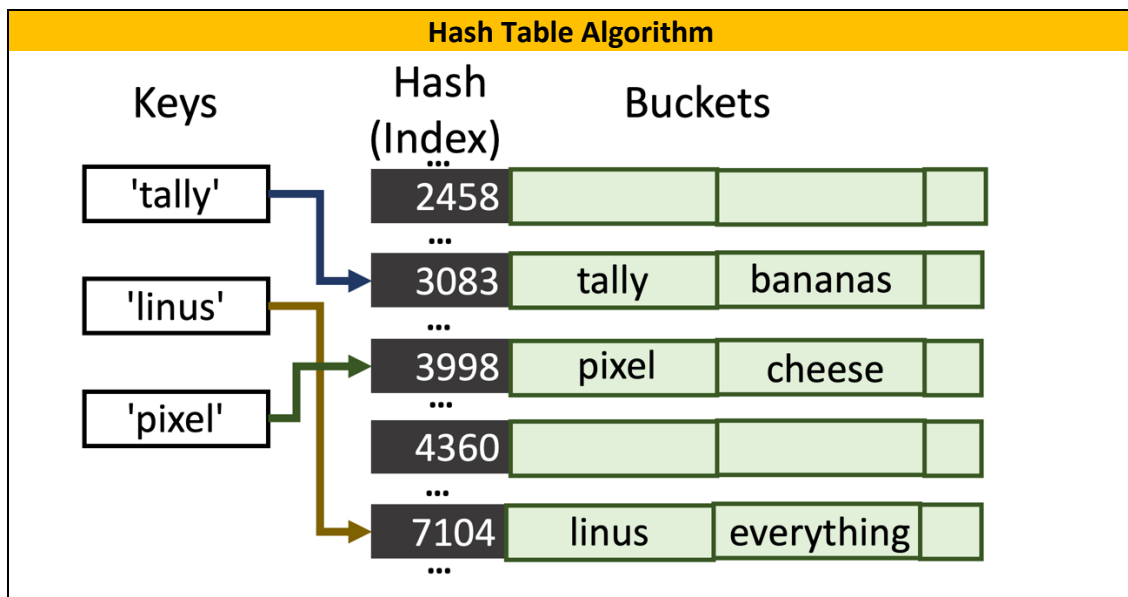 Hash Table Algorithm
Keys
Hash
(Index)
Buckets
...
'tally'
2458
...
3083 tally bananas
'linus'
...
3998 pixel cheese
'pixel'
...
4360
...
7104 linus everything
...